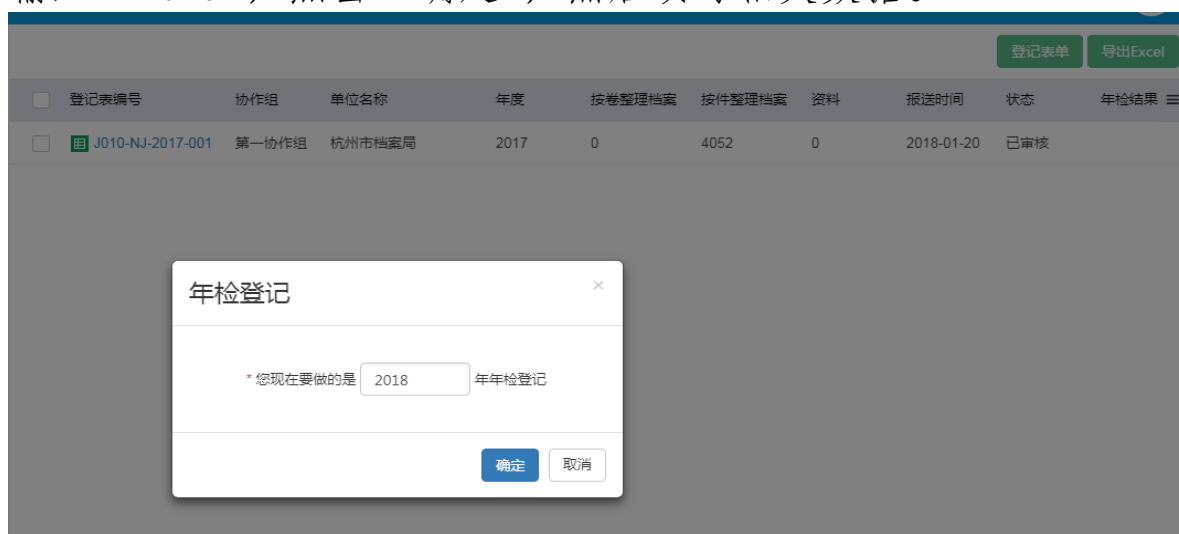 登记表单 导出Excel
登记表编号 协作组 单位名称 年度 按卷整理档案 按件整理档案 资料 报送时间 状态 年检结果
J010-NJ-2017-001 第一协作组 杭州市档案局 2017 0 4052 0 2018-01-20 已审核
年检登记 ×
* 您现在要做的是 2018 年年检登记
确定 取消